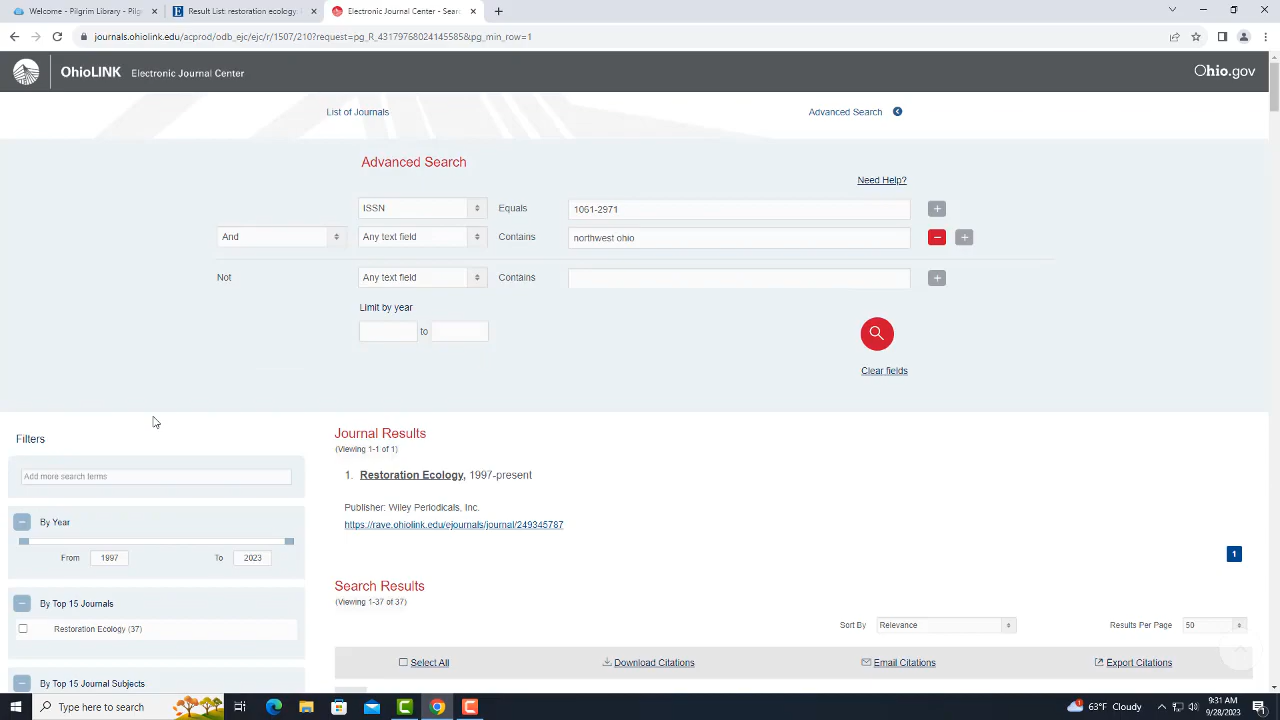 Welcome - Pilgrim Library - Pilgr
Result List: restoration ecology:
Electronic Journal Center - Sear
journals.ohiolink.edu/acprod/odb_ejc/ejc/r/1507/210?request=pg_R_431797680241455858&pg_min_row=1
OhioLINK Electronic Journal Center
Ohio.gov
List of Journals
Advanced Search
Advanced Search
Need Help?
ISSN Equals 1061-2971
And Any text field Contains northwest ohio
Not Any text field Contains
Limit by year
to
Clear fields
Filters
Add more search terms
By Year
From 1997 To 2023
By Top 15 Journals
Restoration Ecology (37)
By Top 15 Journal Subjects
Journal Results
(Viewing 1-1 of 1)
1. Restoration Ecology, 1997-present
Publisher: Wiley Periodicals, Inc.
https://rave.ohiolink.edu/ejournals/journal/249345787
1
Search Results
(Viewing 1-37 of 37)
Sort By Relevance Results Per Page 50
Select All Download Citations Email Citations Export Citations
Type here to search
63°F Cloudy
9:31 AM
9/28/2023